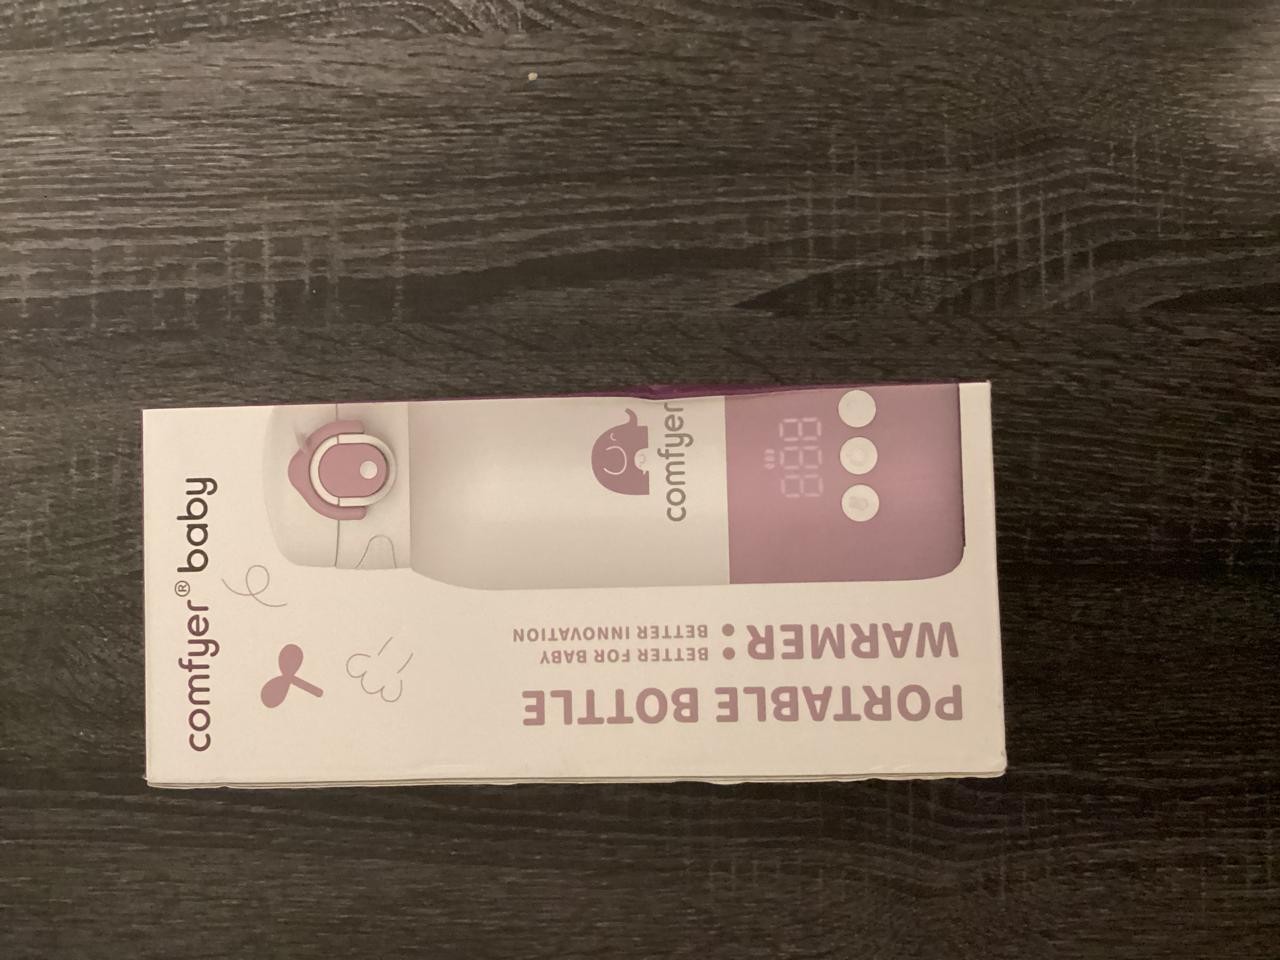 comfyer® baby
comfyer
888
PORTABLE BOTTLE
WARMER:
BETTER FOR BABY
BETTER INNOVATION